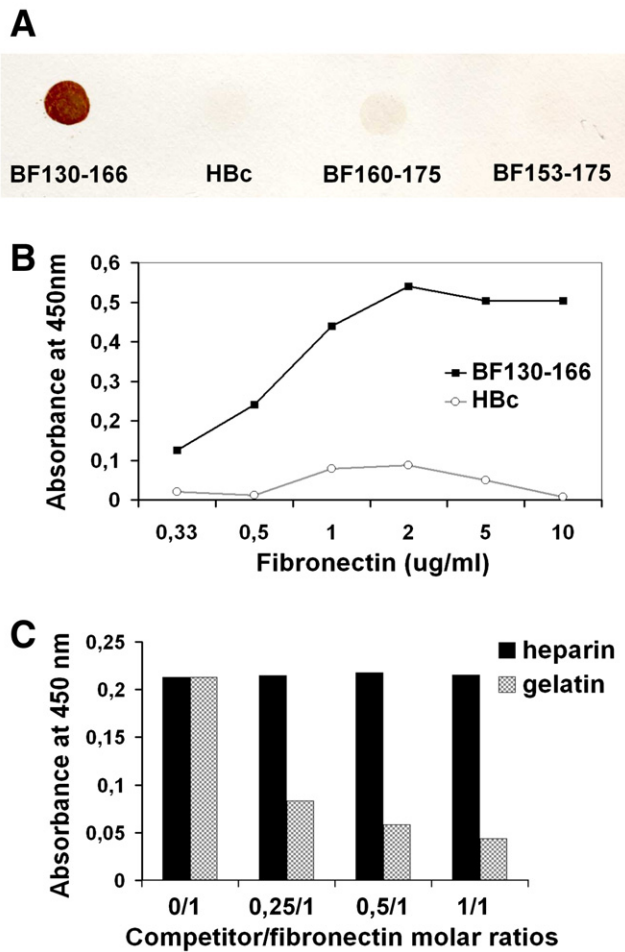 A
BF130-166 HBc BF160-175 BF153-175
B
Absorbance at 450nm
0,6
0,5
0,4
0,3
0,2
0,1
0
BF130-166
HBc
0,33 0,5 1 2 5 10
Fibronectin (ug/ml)
C
Absorbance at 450 nm
0,25
0,2
0,15
0,1
0,05
0
heparin
gelatin
0/1 0,25/1 0,5/1 1/1
Competitor/fibronectin molar ratios